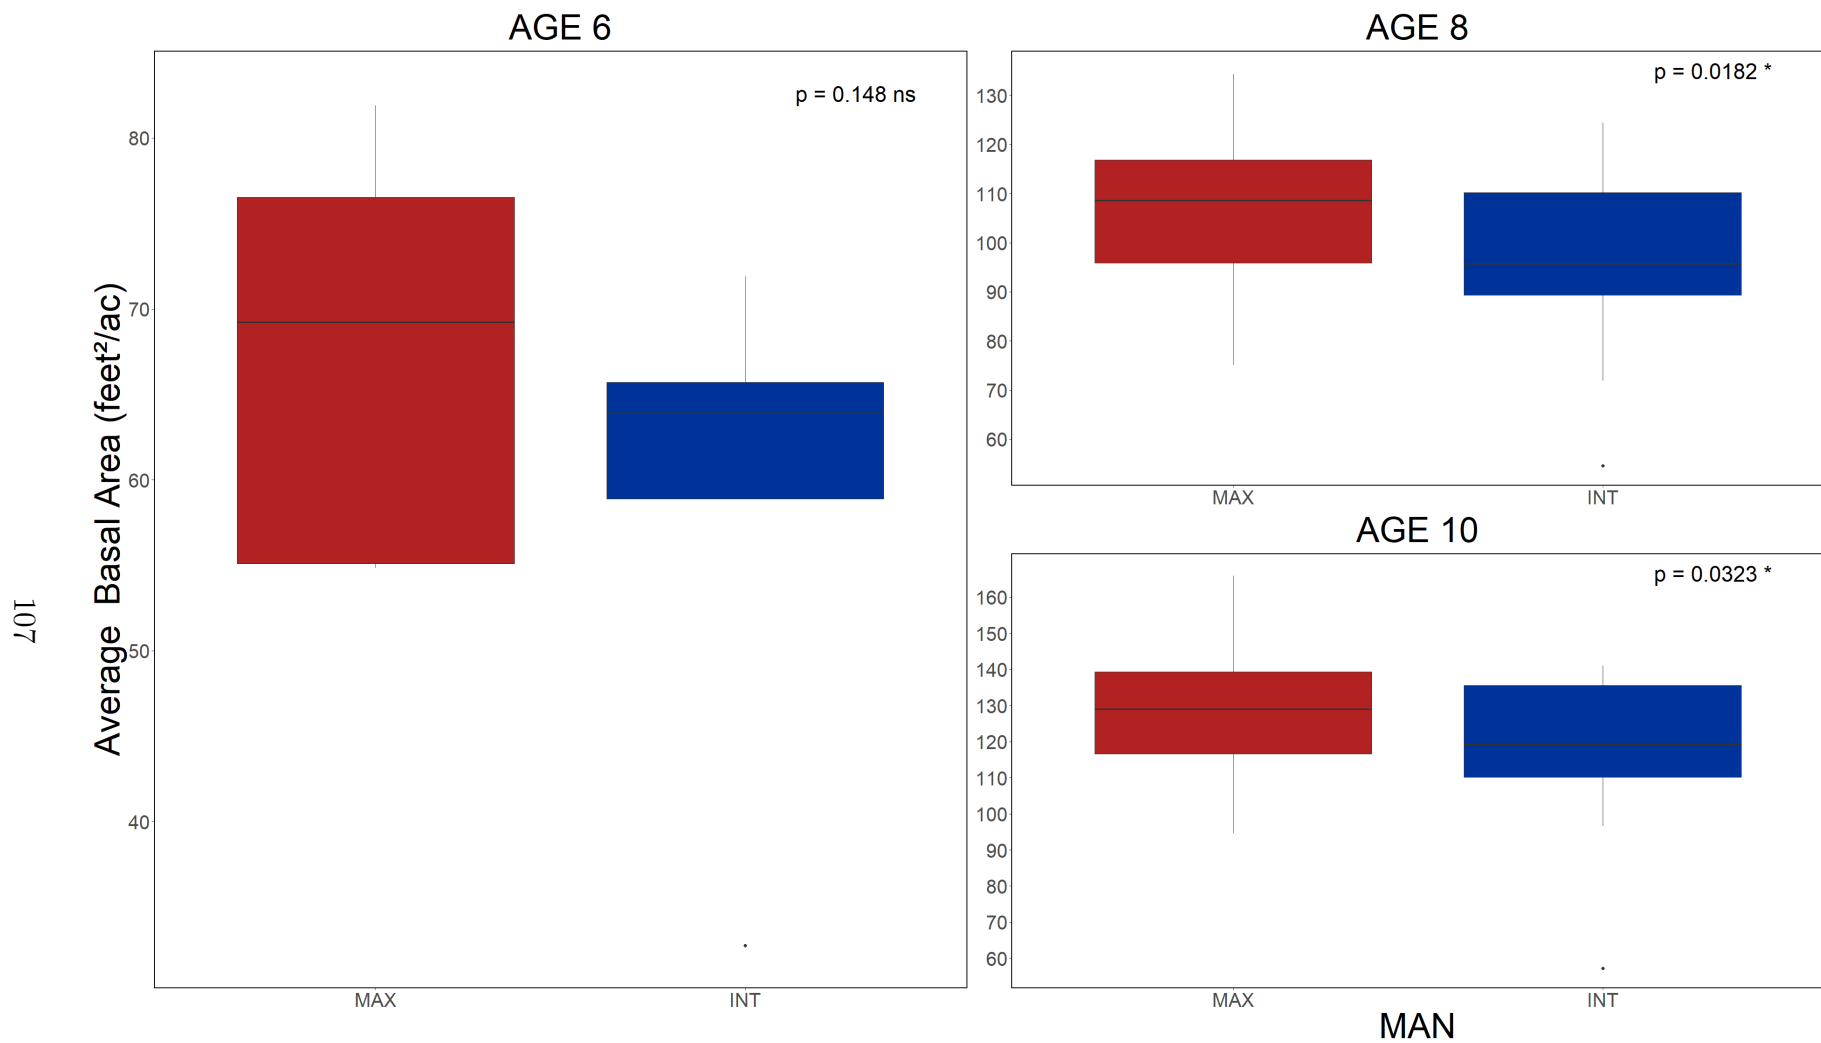 AGE 6
p = 0.148 ns
80
70
60
50
40
MAX INT
Average  Basal Area (feet²/ac)
107
AGE 8
p = 0.0182 *
130
120
110
100
90
80
70
60
MAX INT
AGE 10
p = 0.0323 *
160
150
140
130
120
110
100
90
80
70
60
MAX INT
MAN